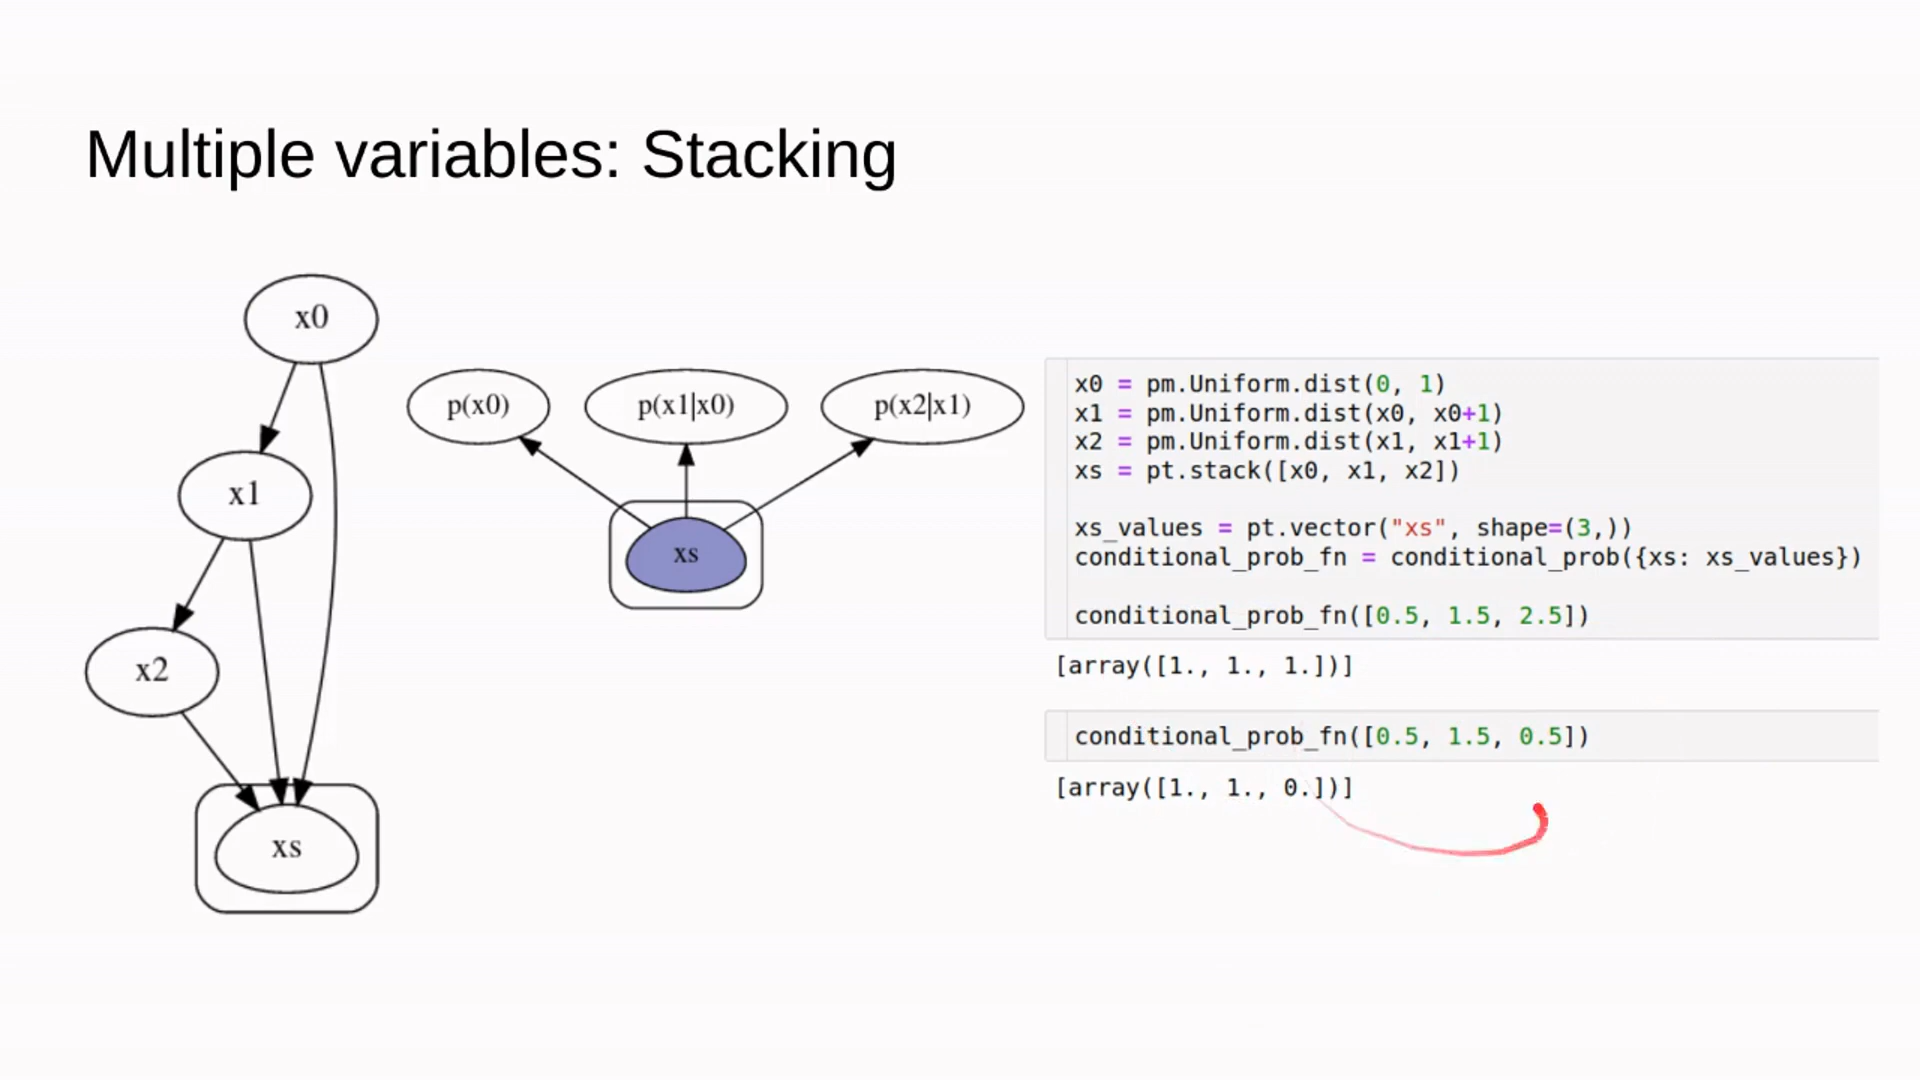 Multiple variables: Stacking
x0
x1
x2
xs
p(x0)
p(x1|x0)
p(x2|x1)
xs
x0 = pm.Uniform.dist(0, 1)
x1 = pm.Uniform.dist(x0, x0+1)
x2 = pm.Uniform.dist(x1, x1+1)
xs = pt.stack([x0, x1, x2])
xs_values = pt.vector("xs", shape=(3,))
conditional_prob_fn = conditional_prob({xs: xs_values})
conditional_prob_fn([0.5, 1.5, 2.5])
[array([1., 1., 1.])]
conditional_prob_fn([0.5, 1.5, 0.5])
[array([1., 1., 0.])]